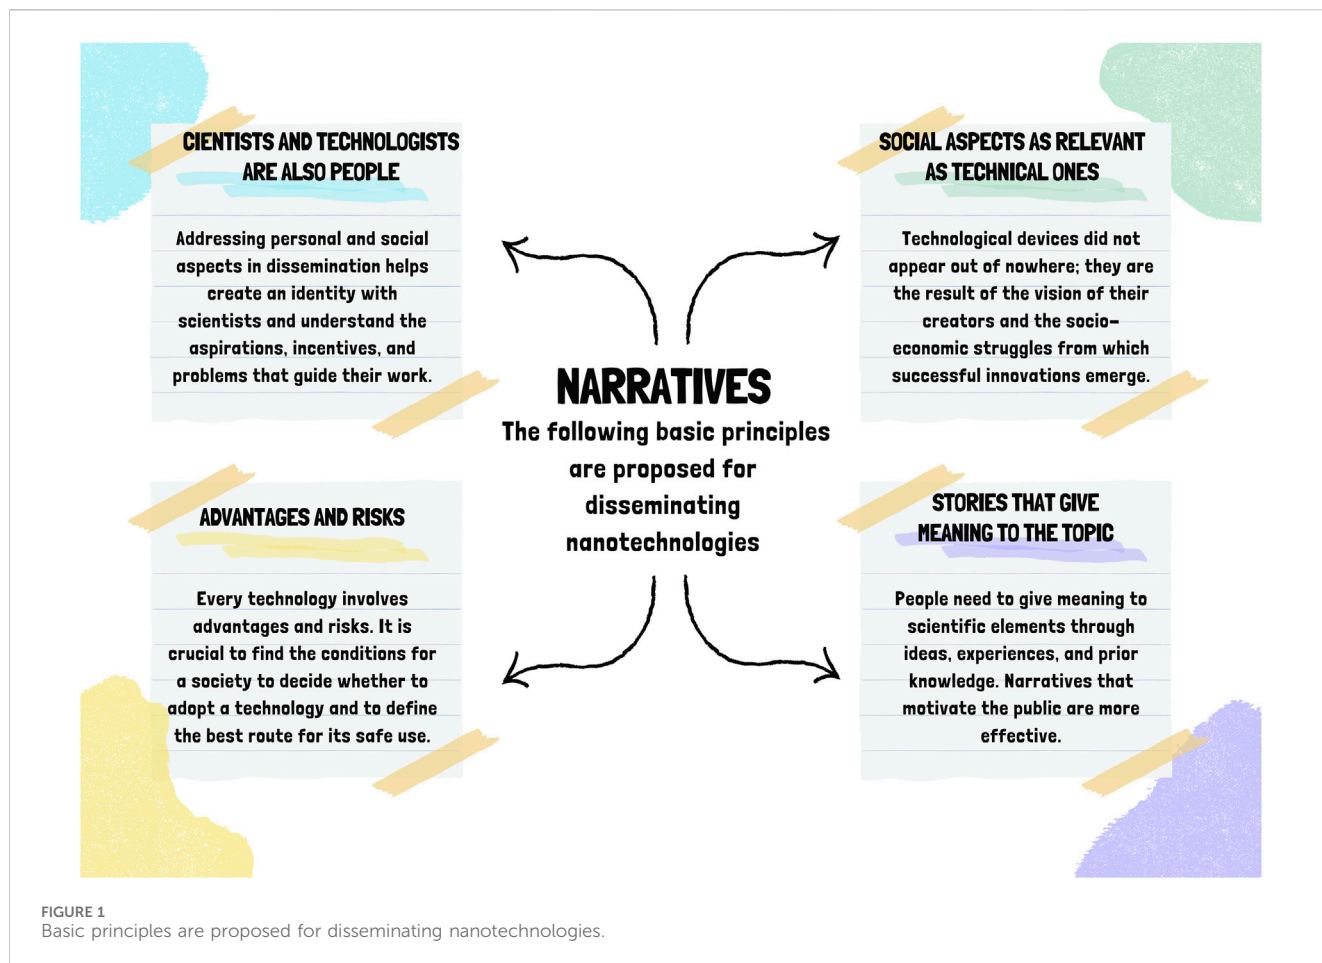 CIENTISTS AND TECHNOLOGISTS
ARE ALSO PEOPLE
Addressing personal and social
aspects in dissemination helps
create an identity with
scientists and understand the
aspirations, incentives, and
problems that guide their work.
SOCIAL ASPECTS AS RELEVANT
AS TECHNICAL ONES
Technological devices did not
appear out of nowhere; they are
the result of the vision of their
creators and the socio-
economic struggles from which
successful innovations emerge.
NARRATIVES
The following basic principles
are proposed for
disseminating
nanotechnologies
ADVANTAGES AND RISKS
Every technology involves
advantages and risks. It is
crucial to find the conditions for
a society to decide whether to
adopt a technology and to define
the best route for its safe use.
STORIES THAT GIVE
MEANING TO THE TOPIC
People need to give meaning to
scientific elements through
ideas, experiences, and prior
knowledge. Narratives that
motivate the public are more
effective.
FIGURE 1
Basic principles are proposed for disseminating nanotechnologies.